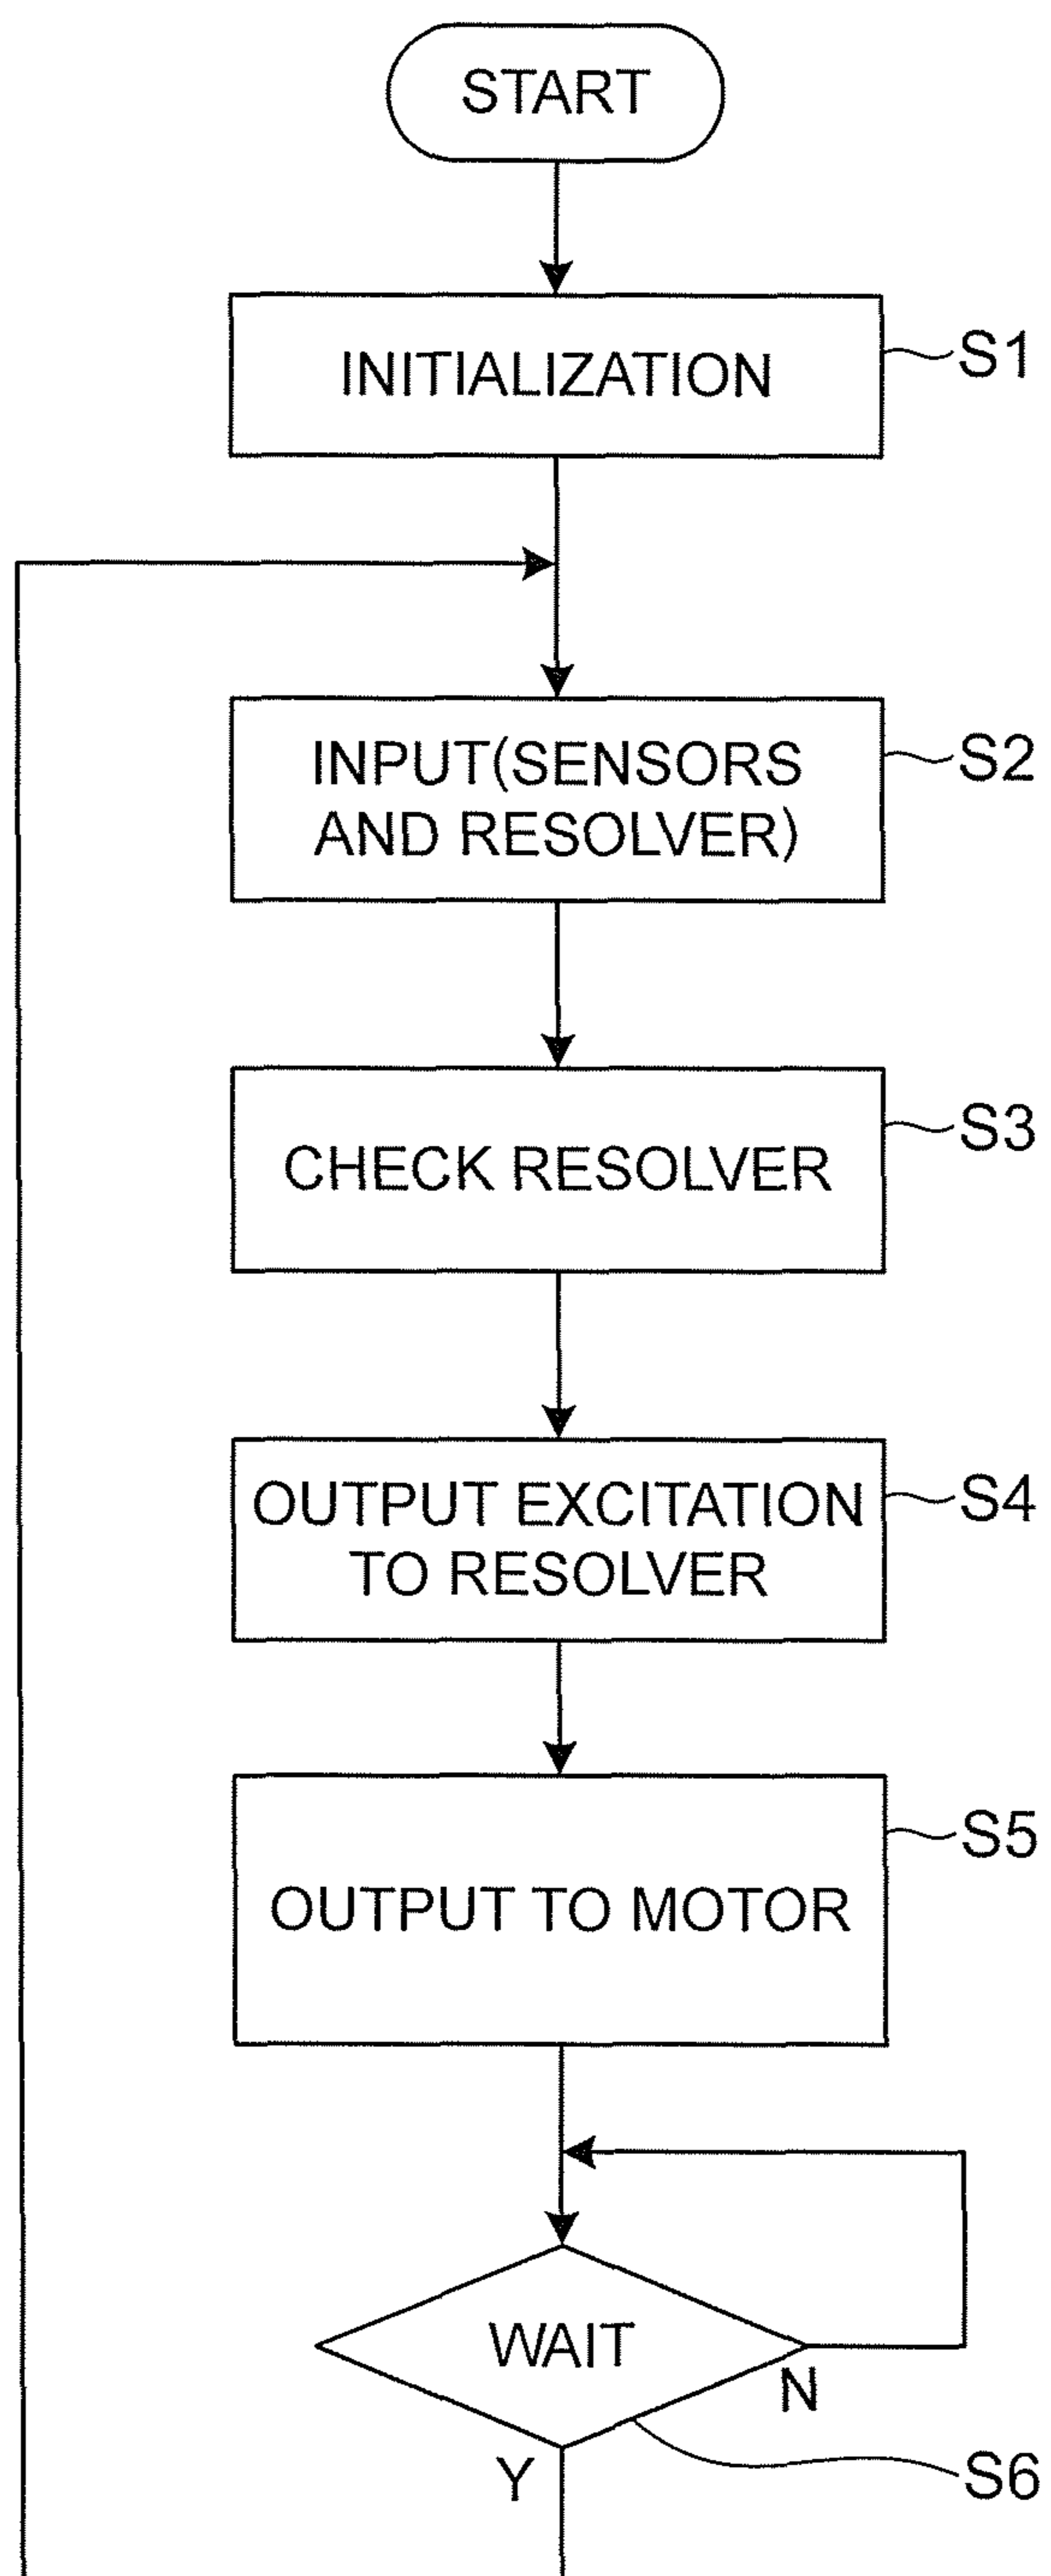 START
INITIALIZATION
S1
INPUT(SENSORS
AND RESOLVER)
S2
CHECK RESOLVER
S3
OUTPUT EXCITATION
TO RESOLVER
S4
OUTPUT TO MOTOR
S5
WAIT
N
Y
S6